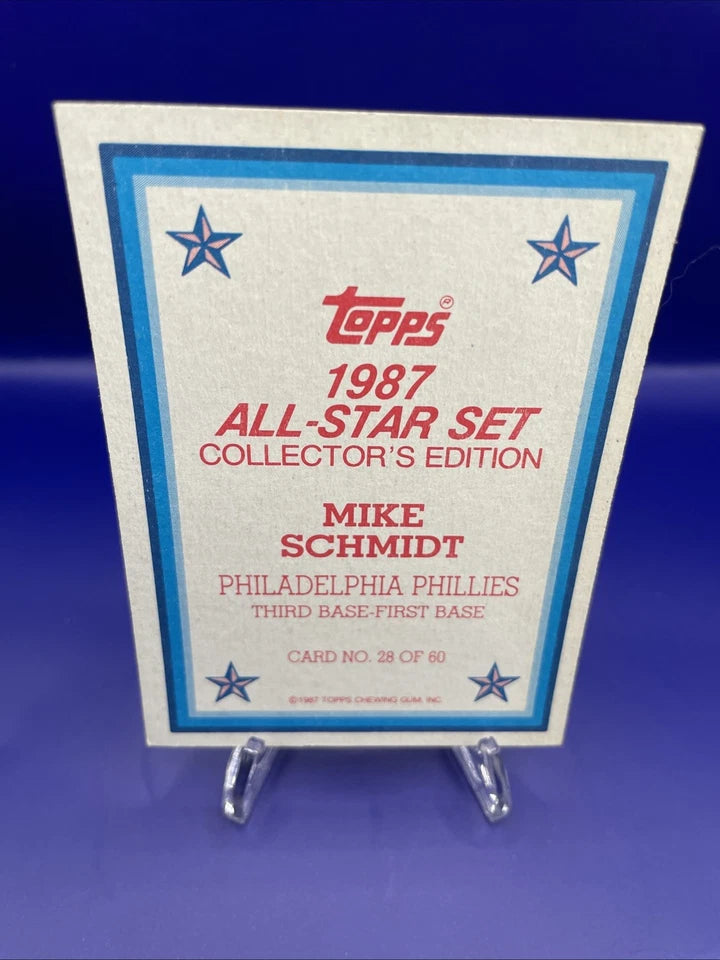 topps®
1987
ALL-STAR SET
COLLECTOR'S EDITION
MIKE
SCHMIDT
PHILADELPHIA PHILLIES
THIRD BASE-FIRST BASE
CARD NO. 28 OF 60
©1987 TOPPS CHEWING GUM, INC.